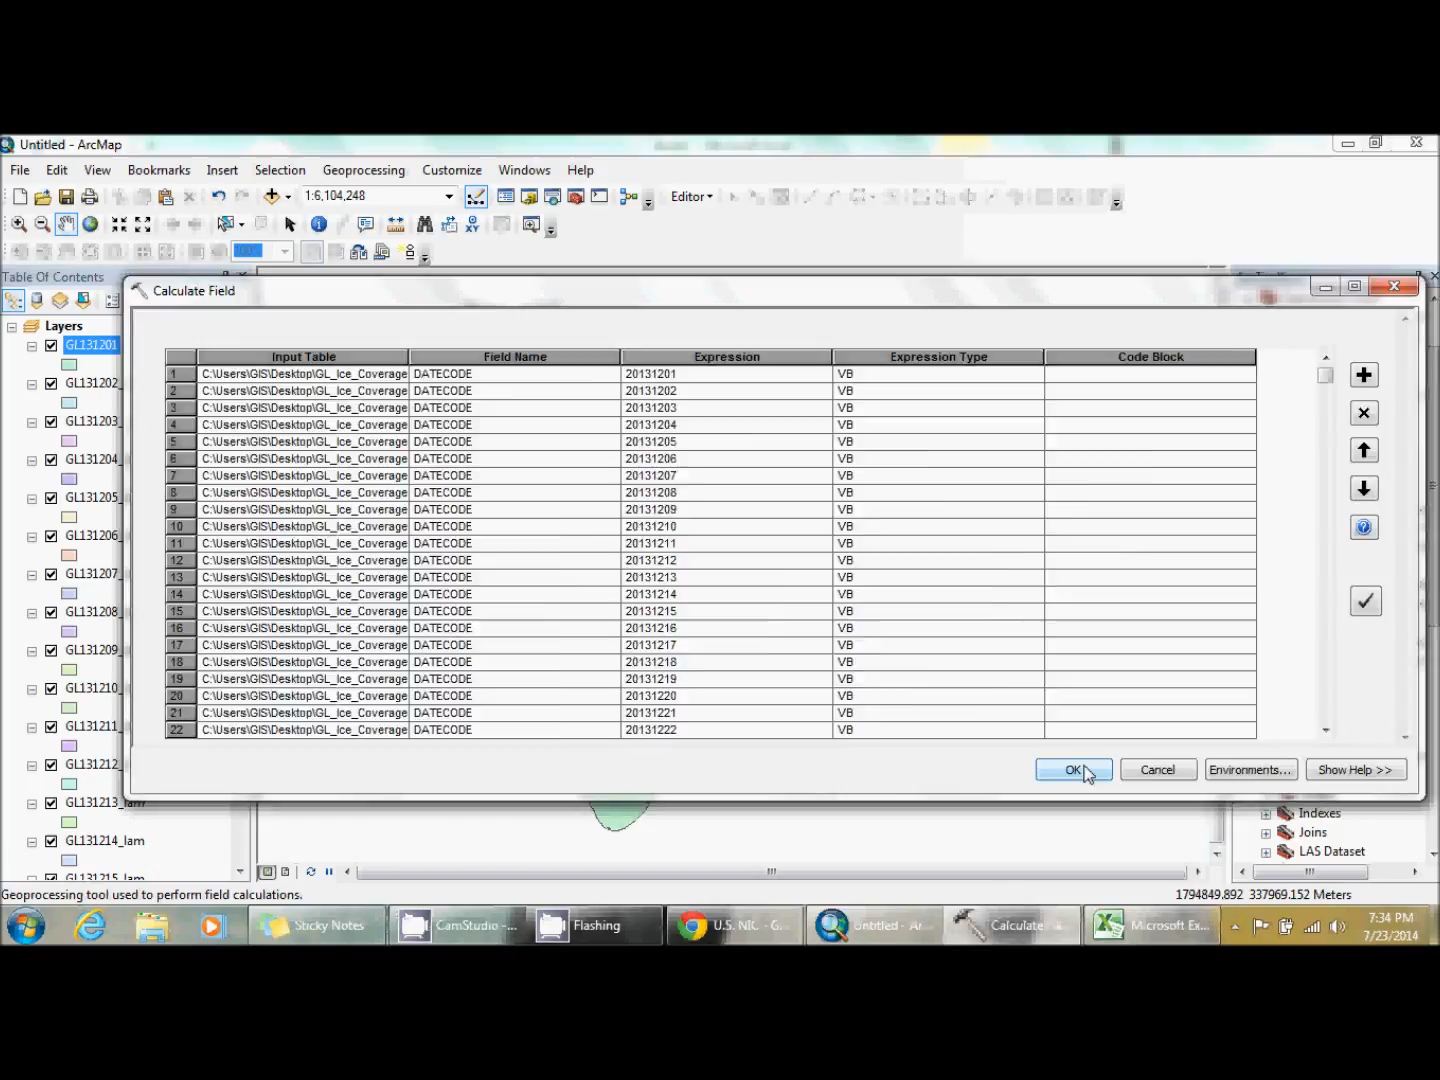 Untitled - ArcMap
File Edit View Bookmarks Insert Selection Geoprocessing Customize Windows Help
1:6,104,248 Editor
Table Of Contents
Calculate Field
Layers
GL131201
GL131202
GL131203
GL131204
GL131205
GL131206
GL131207
GL131208
GL131209
GL131210
GL131211
GL131212
GL131213_lam
GL131214_lam
GL131215_lam
Input Table Field Name Expression Expression Type Code Block
1 C:\Users\GIS\Desktop\GL_Ice_Coverage DATECODE 20131201 VB
2 C:\Users\GIS\Desktop\GL_Ice_Coverage DATECODE 20131202 VB
3 C:\Users\GIS\Desktop\GL_Ice_Coverage DATECODE 20131203 VB
4 C:\Users\GIS\Desktop\GL_Ice_Coverage DATECODE 20131204 VB
5 C:\Users\GIS\Desktop\GL_Ice_Coverage DATECODE 20131205 VB
6 C:\Users\GIS\Desktop\GL_Ice_Coverage DATECODE 20131206 VB
7 C:\Users\GIS\Desktop\GL_Ice_Coverage DATECODE 20131207 VB
8 C:\Users\GIS\Desktop\GL_Ice_Coverage DATECODE 20131208 VB
9 C:\Users\GIS\Desktop\GL_Ice_Coverage DATECODE 20131209 VB
10 C:\Users\GIS\Desktop\GL_Ice_Coverage DATECODE 20131210 VB
11 C:\Users\GIS\Desktop\GL_Ice_Coverage DATECODE 20131211 VB
12 C:\Users\GIS\Desktop\GL_Ice_Coverage DATECODE 20131212 VB
13 C:\Users\GIS\Desktop\GL_Ice_Coverage DATECODE 20131213 VB
14 C:\Users\GIS\Desktop\GL_Ice_Coverage DATECODE 20131214 VB
15 C:\Users\GIS\Desktop\GL_Ice_Coverage DATECODE 20131215 VB
16 C:\Users\GIS\Desktop\GL_Ice_Coverage DATECODE 20131216 VB
17 C:\Users\GIS\Desktop\GL_Ice_Coverage DATECODE 20131217 VB
18 C:\Users\GIS\Desktop\GL_Ice_Coverage DATECODE 20131218 VB
19 C:\Users\GIS\Desktop\GL_Ice_Coverage DATECODE 20131219 VB
20 C:\Users\GIS\Desktop\GL_Ice_Coverage DATECODE 20131220 VB
21 C:\Users\GIS\Desktop\GL_Ice_Coverage DATECODE 20131221 VB
22 C:\Users\GIS\Desktop\GL_Ice_Coverage DATECODE 20131222 VB
OK Cancel Environments... Show Help >>
Indexes
Joins
LAS Dataset
Geoprocessing tool used to perform field calculations. 1794849.892 337969.152 Meters
Sticky Notes CamStudio -... Flashing U.S. NIC - G... Untitled - Ar... Calculate Microsoft Ex... 7:34 PM
7/23/2014